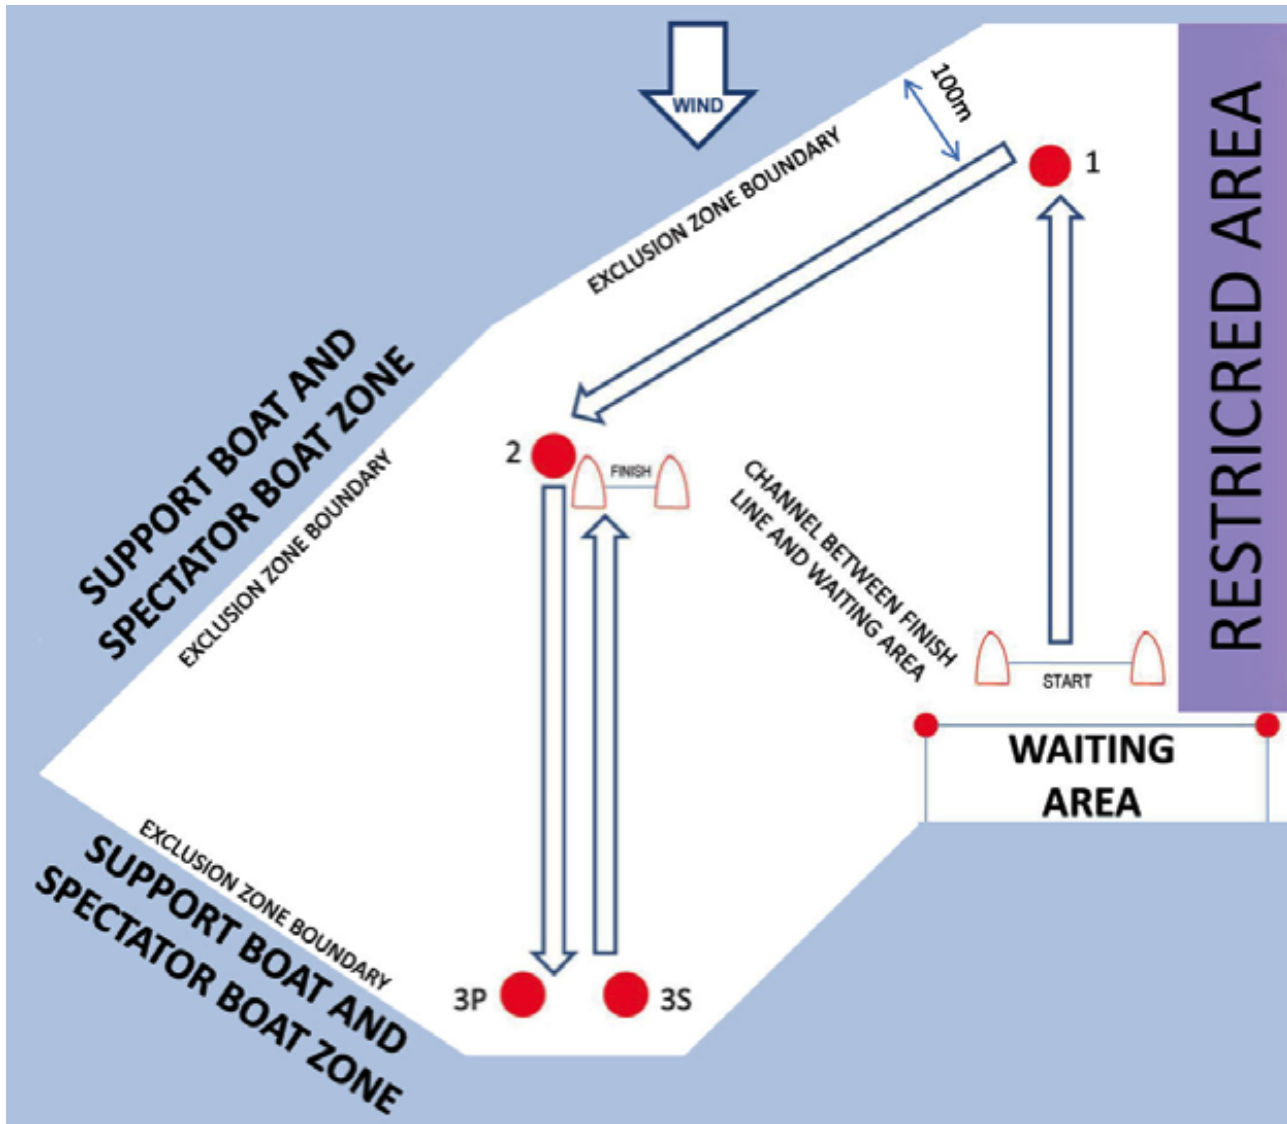 WIND
100m
1
EXCLUSION ZONE BOUNDARY
RESTRICRED AREA
SUPPORT BOAT AND
SPECTATOR BOAT ZONE
EXCLUSION ZONE BOUNDARY
2
FINISH
CHANNEL BETWEEN FINISH
LINE AND WAITING AREA
START
WAITING
AREA
EXCLUSION ZONE BOUNDARY
SUPPORT BOAT AND
SPECTATOR BOAT ZONE
3P
3S